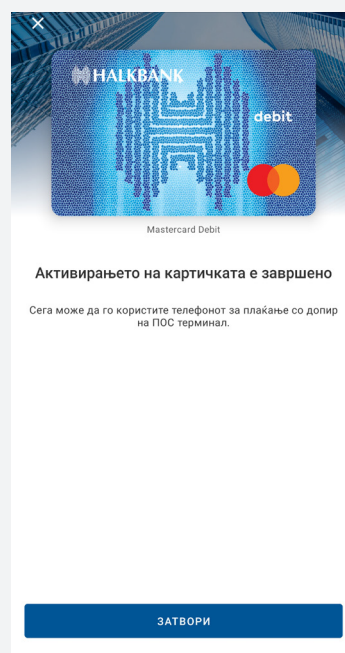 HALKBANK
debit
Mastercard Debit
Активирањето на картичката е завршено
Сега може да го користите телефонот за плаќање со допир
на ПОС терминал.
ЗАТВОРИ